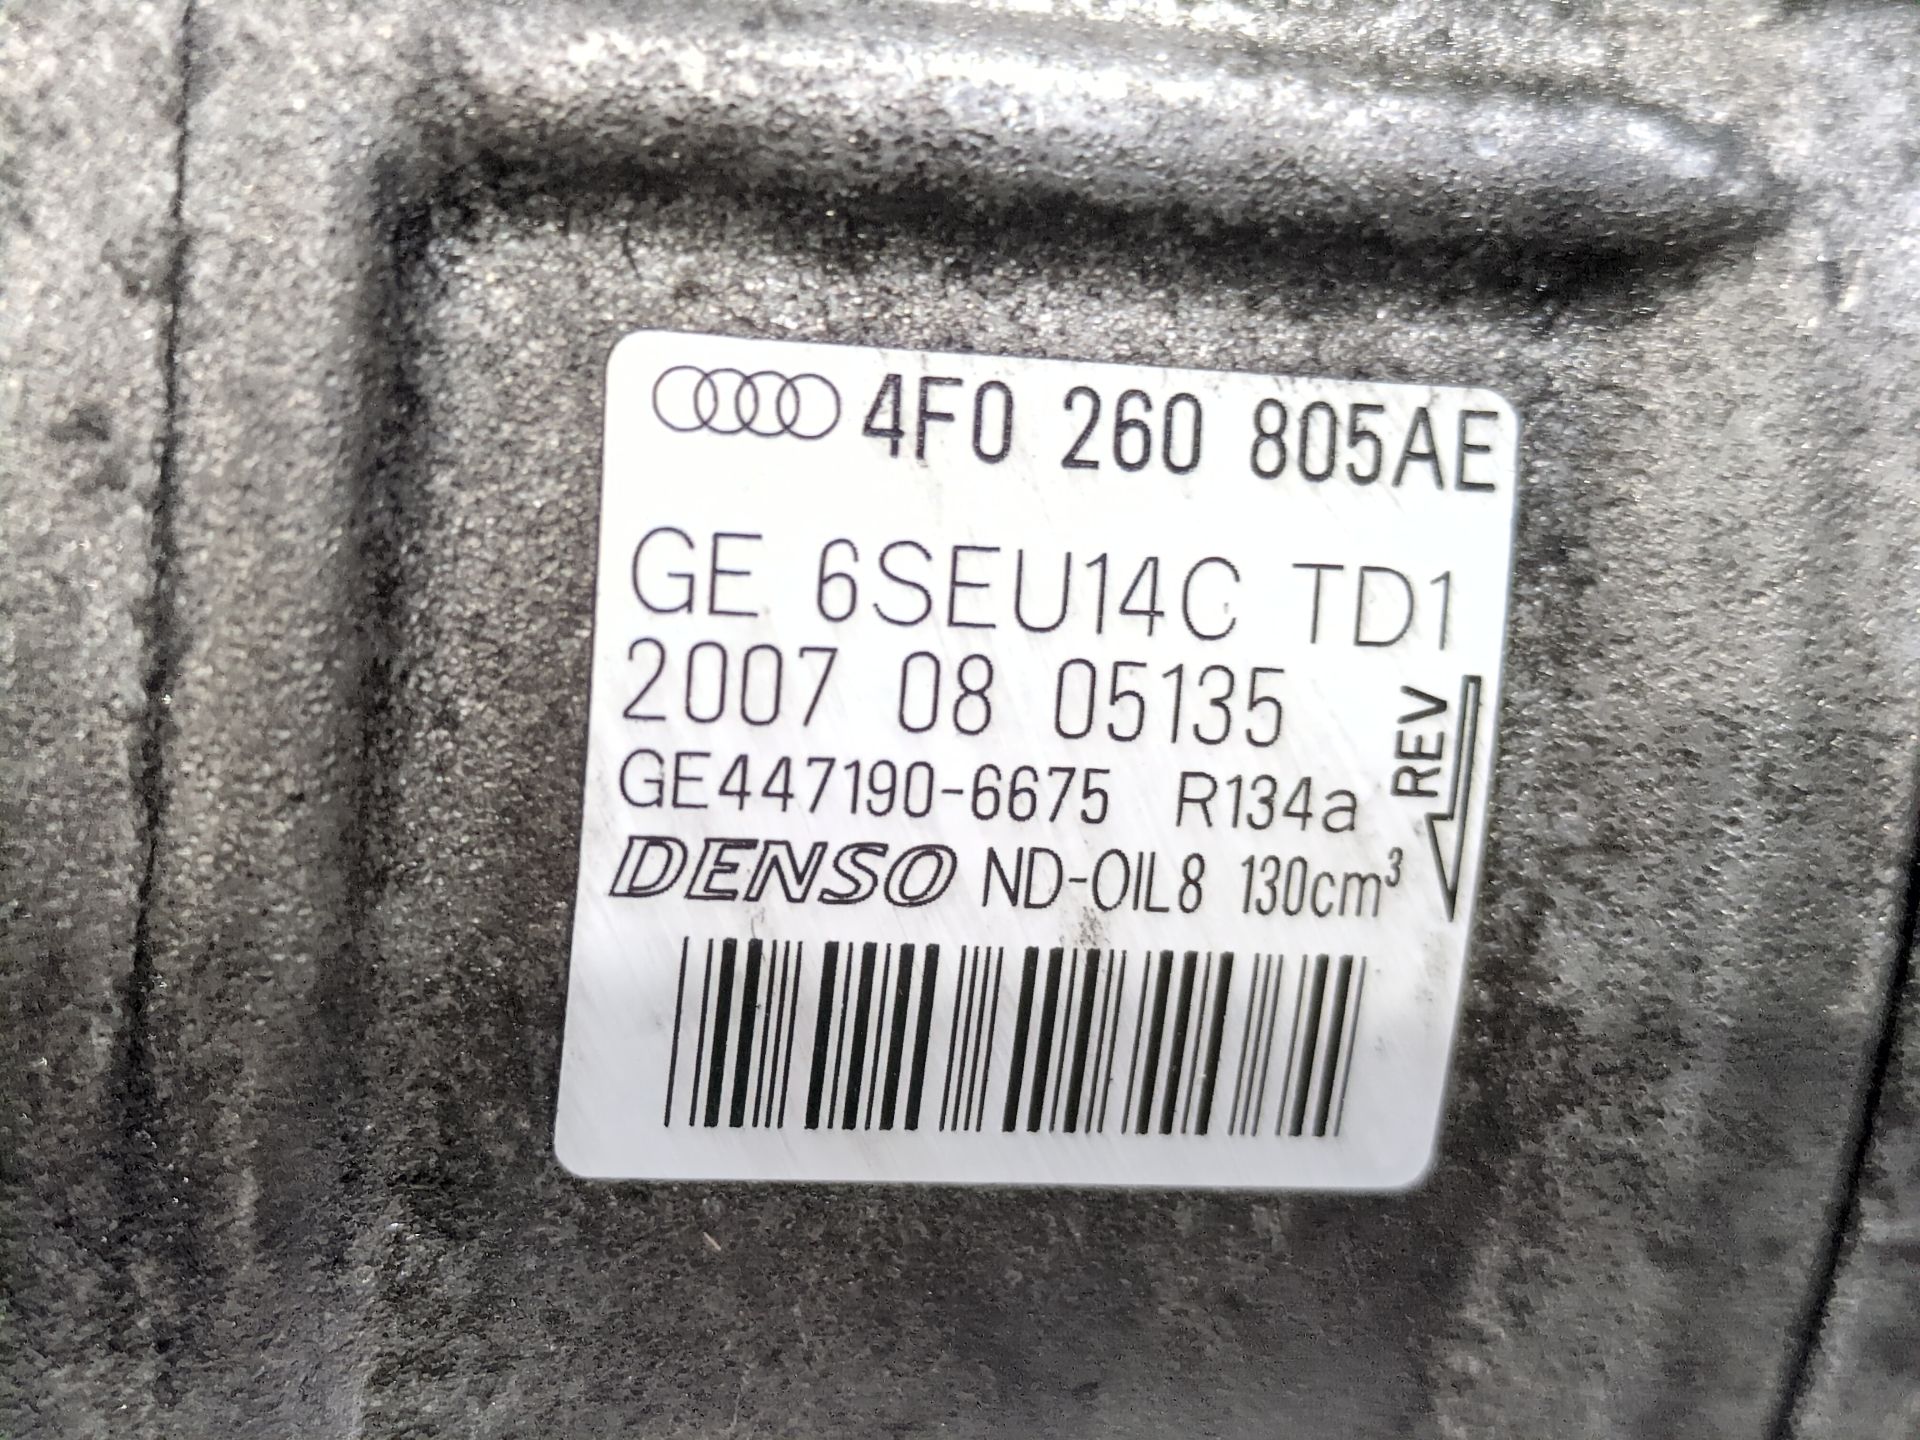 4F0 260 805AE
GE 6SEU14C TD1
2007 08 05135
GE447190-6675 R134a
REV
DENSO ND-OIL8 130cm³